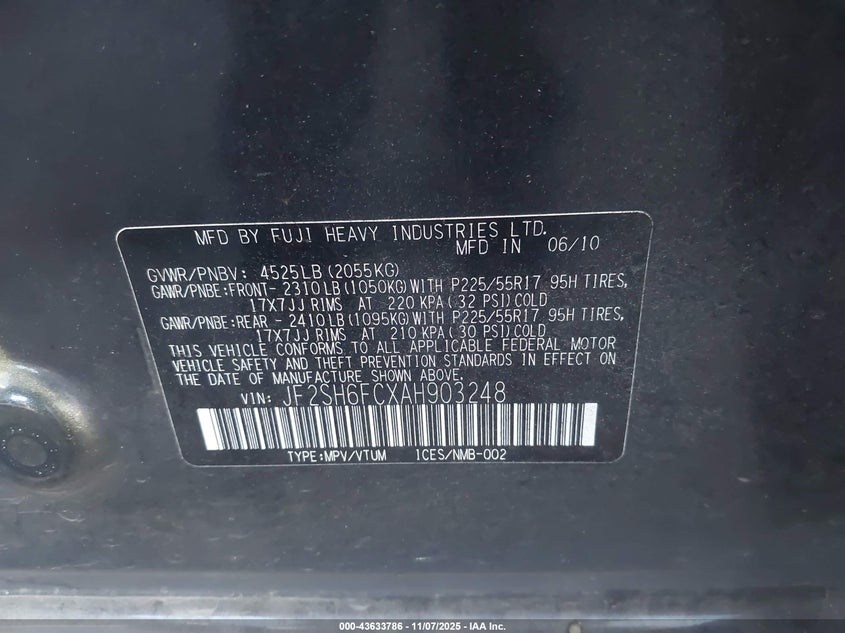 MFD BY FUJI HEAVY INDUSTRIES LTD.
MFD IN 06/10
GVWR/PNBV: 4525LB (2055KG)
GAWR/PNBE:FRONT- 2310LB (1050KG) WITH P225/55R17 95H TIRES,
17X7JJ RIMS AT 220 KPA (32 PSI) COLD
GAWR/PNBE:REAR - 2410LB (1095KG) WITH P225/55R17 95H TIRES,
17X7JJ RIMS AT 210 KPA (30 PSI) COLD
THIS VEHICLE CONFORMS TO ALL APPLICABLE FEDERAL MOTOR
VEHICLE SAFETY AND THEFT PREVENTION STANDARDS IN EFFECT ON
THE DATE OF MANUFACTURE SHOWN ABOVE.
VIN: JF2SH6FCXAH903248
TYPE:MPV/VTUM ICES/NMB-002
000-43633786 - 11/07/2025 - IAA Inc.